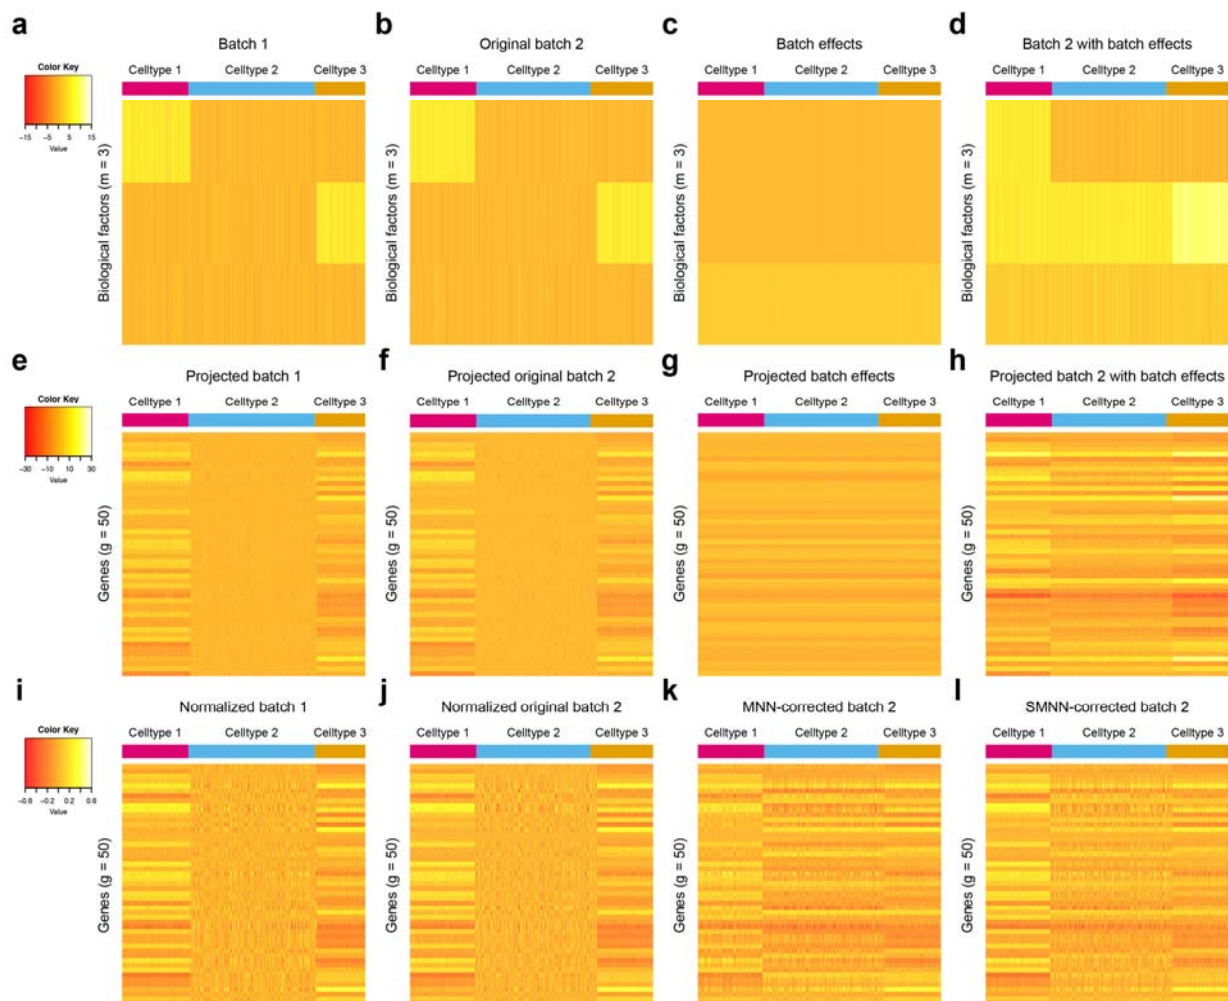 a b c d
Batch 1 Original batch 2 Batch effects Batch 2 with batch effects
Color Key
-15 -5 5 15
Value
Celltype 1 Celltype 2 Celltype 3 Celltype 1 Celltype 2 Celltype 3 Celltype 1 Celltype 2 Celltype 3 Celltype 1 Celltype 2 Celltype 3
Biological factors (m = 3) Biological factors (m = 3) Biological factors (m = 3) Biological factors (m = 3)
e f g h
Projected batch 1 Projected original batch 2 Projected batch effects Projected batch 2 with batch effects
Color Key
-30 -10 10 30
Value
Celltype 1 Celltype 2 Celltype 3 Celltype 1 Celltype 2 Celltype 3 Celltype 1 Celltype 2 Celltype 3 Celltype 1 Celltype 2 Celltype 3
Genes (g = 50) Genes (g = 50) Genes (g = 50) Genes (g = 50)
i j k l
Normalized batch 1 Normalized original batch 2 MNN-corrected batch 2 SMNN-corrected batch 2
Color Key
-0.6 -0.2 0.2 0.6
Value
Celltype 1 Celltype 2 Celltype 3 Celltype 1 Celltype 2 Celltype 3 Celltype 1 Celltype 2 Celltype 3 Celltype 1 Celltype 2 Celltype 3
Genes (g = 50) Genes (g = 50) Genes (g = 50) Genes (g = 50)